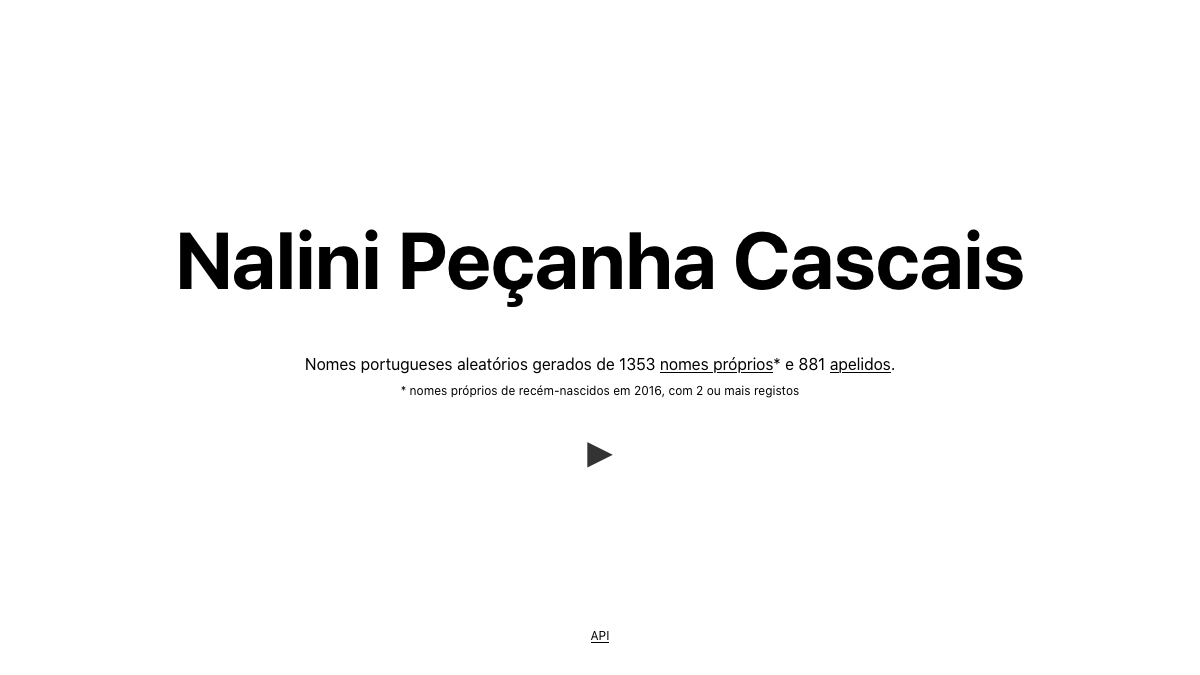 Nalini Peçanha Cascais
Nomes portugueses aleatórios gerados de 1353 nomes próprios* e 881 apelidos.
* nomes próprios de recém-nascidos em 2016, com 2 ou mais registos
API